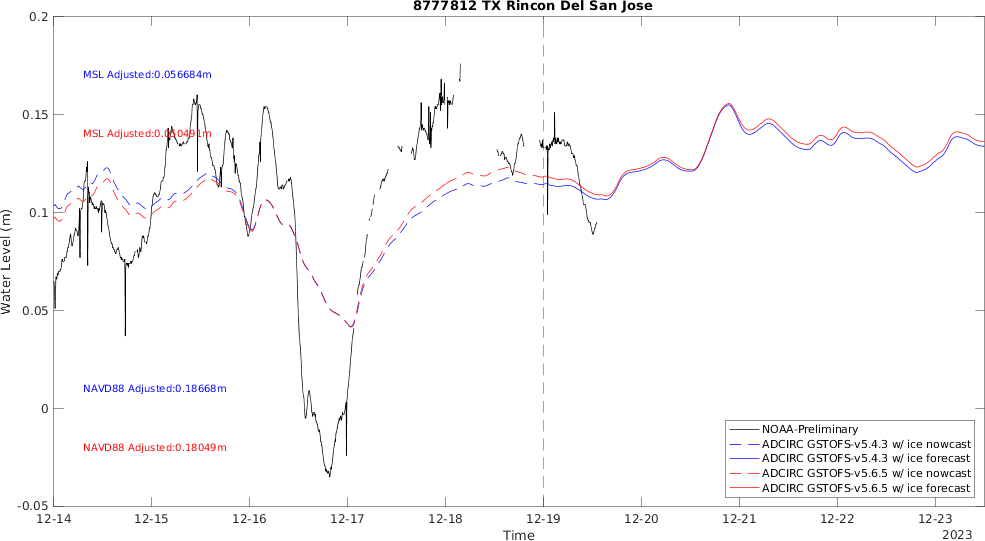 8777812 TX Rincon Del San Jose
0.2
MSL Adjusted:0.056684m
0.15
MSL Adjusted:0.050491m
0.1
Water Level (m)
0.05
NAVD88 Adjusted:0.18668m
0
NAVD88 Adjusted:0.18049m
-0.05
NOAA-Preliminary
ADCIRC GSTOFS-v5.4.3 w/ ice nowcast
ADCIRC GSTOFS-v5.4.3 w/ ice forecast
ADCIRC GSTOFS-v5.6.5 w/ ice nowcast
ADCIRC GSTOFS-v5.6.5 w/ ice forecast
12-14 12-15 12-16 12-17 12-18 12-19 12-20 12-21 12-22 12-23
Time
2023